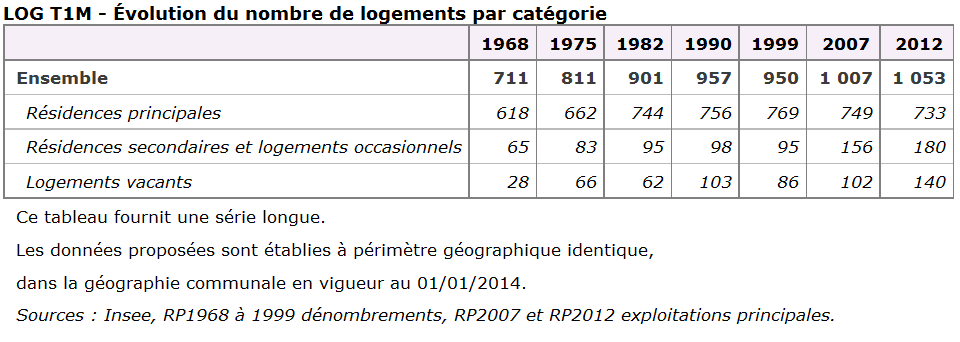 LOG T1M - Évolution du nombre de logements par catégorie
1968 1975 1982 1990 1999 2007 2012
Ensemble 711 811 901 957 950 1 007 1 053
Résidences principales 618 662 744 756 769 749 733
Résidences secondaires et logements occasionnels 65 83 95 98 95 156 180
Logements vacants 28 66 62 103 86 102 140
Ce tableau fournit une série longue.
Les données proposées sont établies à périmètre géographique identique,
dans la géographie communale en vigueur au 01/01/2014.
Sources : Insee, RP1968 à 1999 dénombrements, RP2007 et RP2012 exploitations principales.